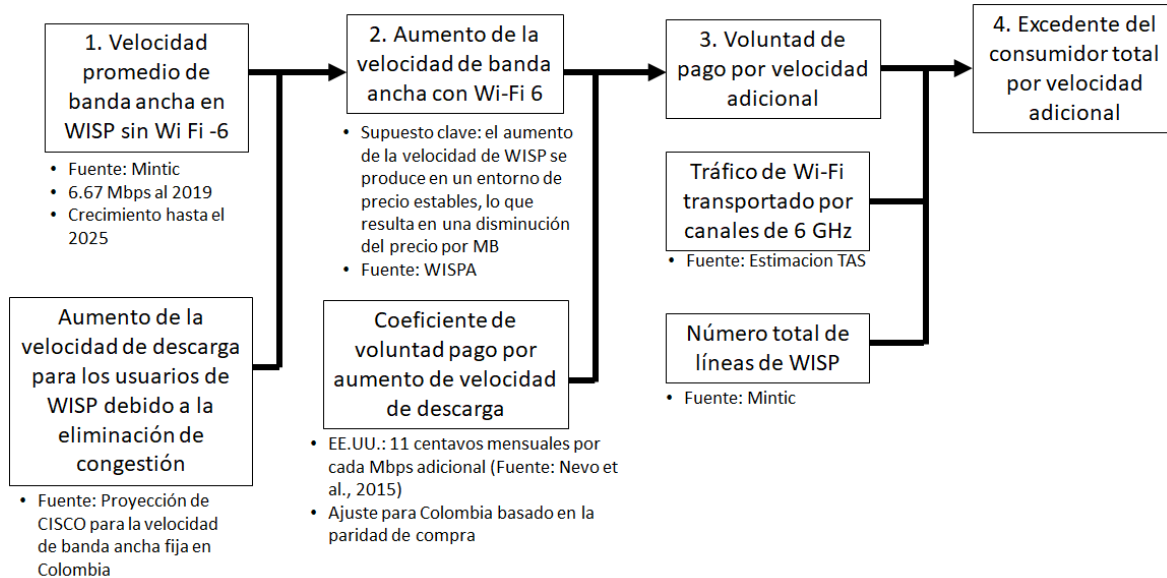 1. Velocidad
promedio de
banda ancha en
WISP sin Wi Fi -6
• Fuente: Mintic
• 6.67 Mbps al 2019
• Crecimiento hasta el
2025
Aumento de la
velocidad de descarga
para los usuarios de
WISP debido a la
eliminación de
congestión
• Fuente: Proyección de
CISCO para la velocidad
de banda ancha fija en
Colombia
2. Aumento de la
velocidad de banda
ancha con Wi-Fi 6
• Supuesto clave: el aumento
de la velocidad de WISP se
produce en un entorno de
precio estables, lo que
resulta en una disminución
del precio por MB
• Fuente: WISPA
Coeficiente de
voluntad pago por
aumento de velocidad
de descarga
• EE.UU.: 11 centavos mensuales por
cada Mbps adicional (Fuente: Nevo et
al., 2015)
• Ajuste para Colombia basado en la
paridad de compra
3. Voluntad de
pago por velocidad
adicional
Tráfico de Wi-Fi
transportado por
canales de 6 GHz
• Fuente: Estimacion TAS
Número total de
líneas de WISP
• Fuente: Mintic
4. Excedente del
consumidor total
por velocidad
adicional